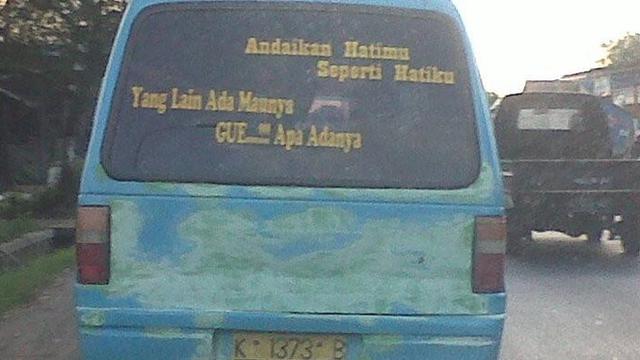 Andaikan Hatimu
Seperti Hatiku
Yang Lain Ada Maunya
GUE....!!! Apa Adanya
K 1373 B